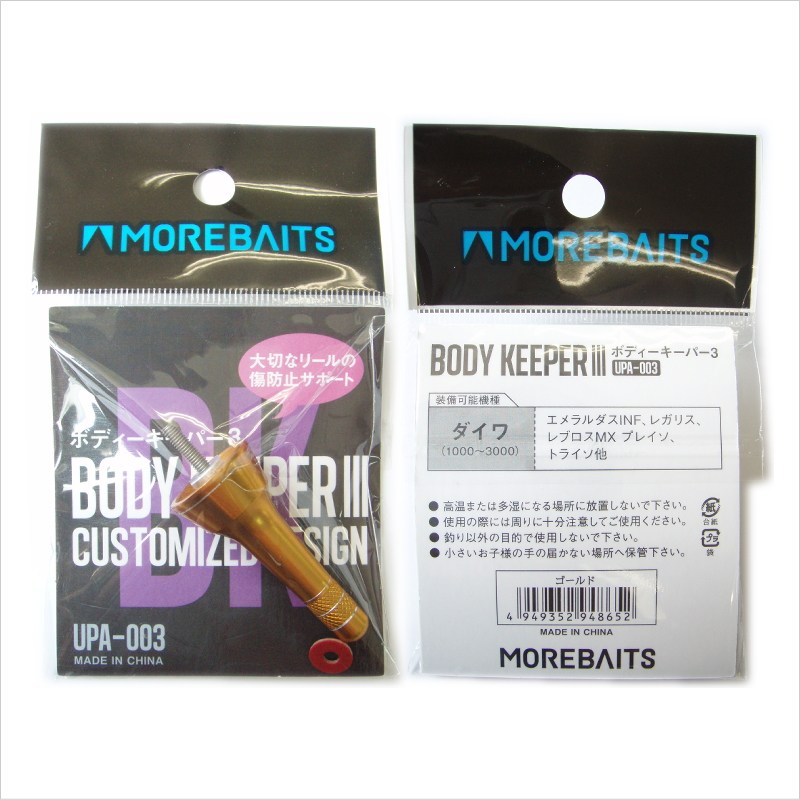 MOREBAITS
大切なリールの
傷防止サポート
BK
ボディーキーパー3
BODY KEEPER III
CUSTOMIZED DESIGN
UPA-003
MADE IN CHINA
MOREBAITS
BODY KEEPER III ボディーキーパー3
UPA-003
装備可能機種
ダイワ
(1000〜3000)
エメラルダスINF、レガリス、
レブロスMX ブレイソ、
トライソ他
●高温または多湿になる場所に放置しないで下さい。
●使用の際には周りに十分注意してご使用ください。
●釣り以外の目的で使用しないで下さい。
●小さいお子様の手の届かない場所へ保管下さい。
紙
台紙
プラ
袋
ゴールド
4 949352 948652
MADE IN CHINA
MOREBAITS